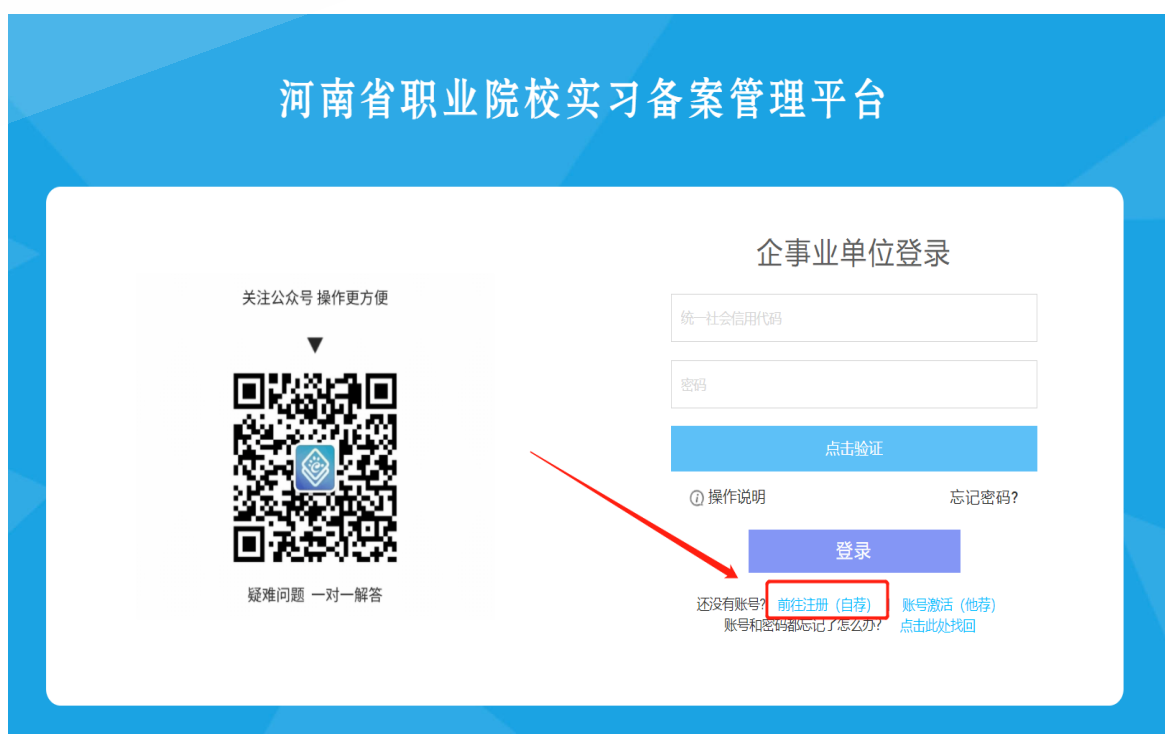 河南省职业院校实习备案管理平台
关注公众号 操作更方便
疑难问题 一对一解答
企事业单位登录
统一社会信用代码
密码
点击验证
操作说明 忘记密码?
登录
还没有账号? 前往注册（自荐） 账号激活（他荐）
账号和密码都忘记了怎么办? 点击此处找回